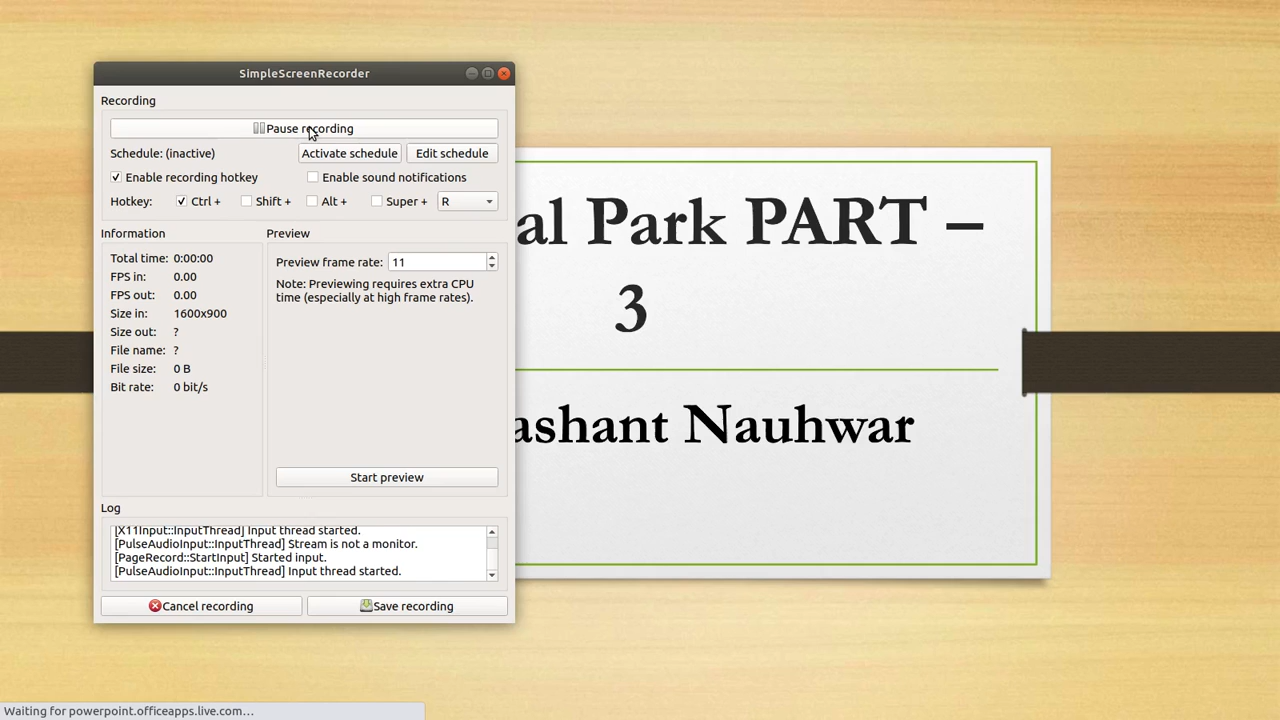 SimpleScreenRecorder
Recording
Pause recording
Schedule: (inactive) Activate schedule Edit schedule
Enable recording hotkey Enable sound notifications
Hotkey: Ctrl + Shift + Alt + Super + R
Information
Total time: 0:00:00
FPS in: 0.00
FPS out: 0.00
Size in: 1600x900
Size out: ?
File name: ?
File size: 0 B
Bit rate: 0 bit/s
Preview
Preview frame rate: 11
Note: Previewing requires extra CPU
time (especially at high frame rates).
Start preview
Log
[X11Input::InputThread] Input thread started.
[PulseAudioInput::InputThread] Stream is not a monitor.
[PageRecord::StartInput] Started input.
[PulseAudioInput::InputThread] Input thread started.
Cancel recording Save recording
al Park PART –
3
ashant Nauhwar
Waiting for powerpoint.officeapps.live.com…